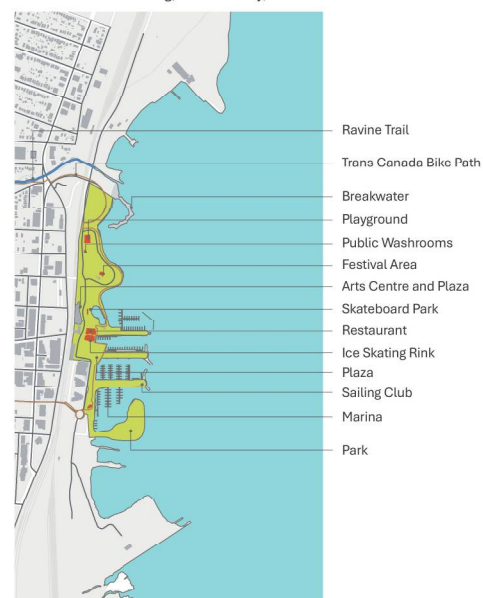 Ravine Trail
Trans Canada Bike Path
Breakwater
Playground
Public Washrooms
Festival Area
Arts Centre and Plaza
Skateboard Park
Restaurant
Ice Skating Rink
Plaza
Sailing Club
Marina
Park